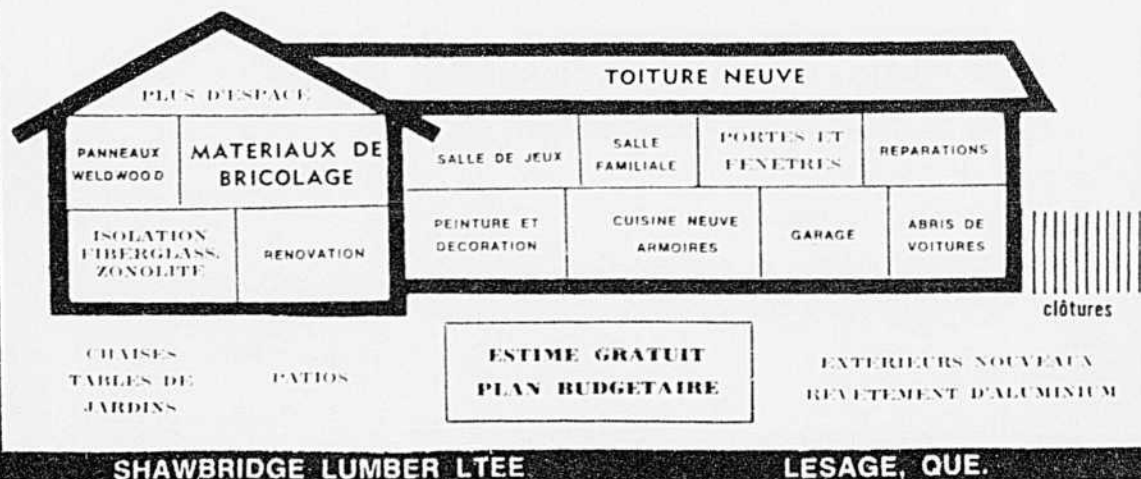 TOITURE NEUVE
PLUS D'ESPACE
PANNEAUX
WELDWOOD
MATERIAUX DE
BRICOLAGE
SALLE DE JEUX
SALLE
FAMILIALE
PORTES ET
FENETRES
REPARATIONS
ISOLATION
FIBERGLASS,
ZONOLITE
RENOVATION
PEINTURE ET
DECORATION
CUISINE NEUVE
ARMOIRES
GARAGE
ABRIS DE
VOITURES
clôtures
CHAISES
TABLES DE
JARDINS
PATIOS
ESTIME GRATUIT
PLAN BUDGETAIRE
EXTERIEURS NOUVEAUX
REVETEMENT D'ALUMINIUM
SHAWBRIDGE LUMBER LTEE
LESAGE, QUE.